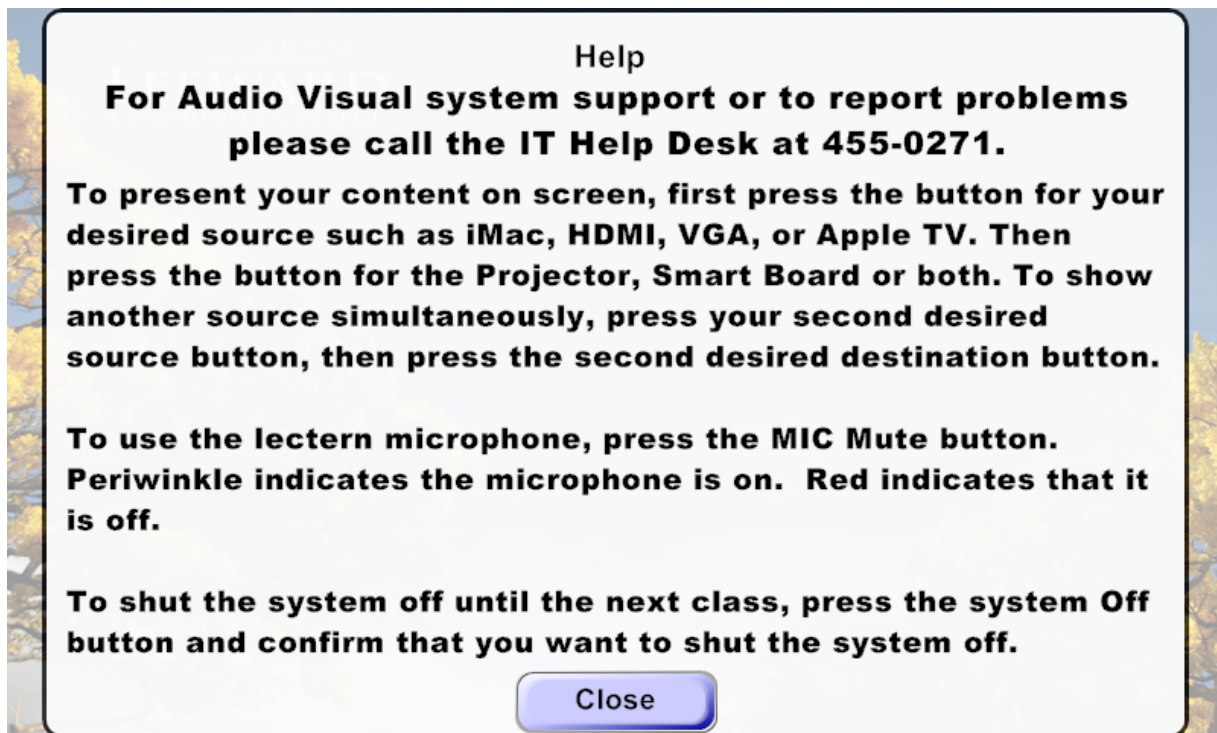 Help
For Audio Visual system support or to report problems
please call the IT Help Desk at 455-0271.
To present your content on screen, first press the button for your
desired source such as iMac, HDMI, VGA, or Apple TV. Then
press the button for the Projector, Smart Board or both. To show
another source simultaneously, press your second desired
source button, then press the second desired destination button.
To use the lectern microphone, press the MIC Mute button.
Periwinkle indicates the microphone is on.  Red indicates that it
is off.
To shut the system off until the next class, press the system Off
button and confirm that you want to shut the system off.
Close